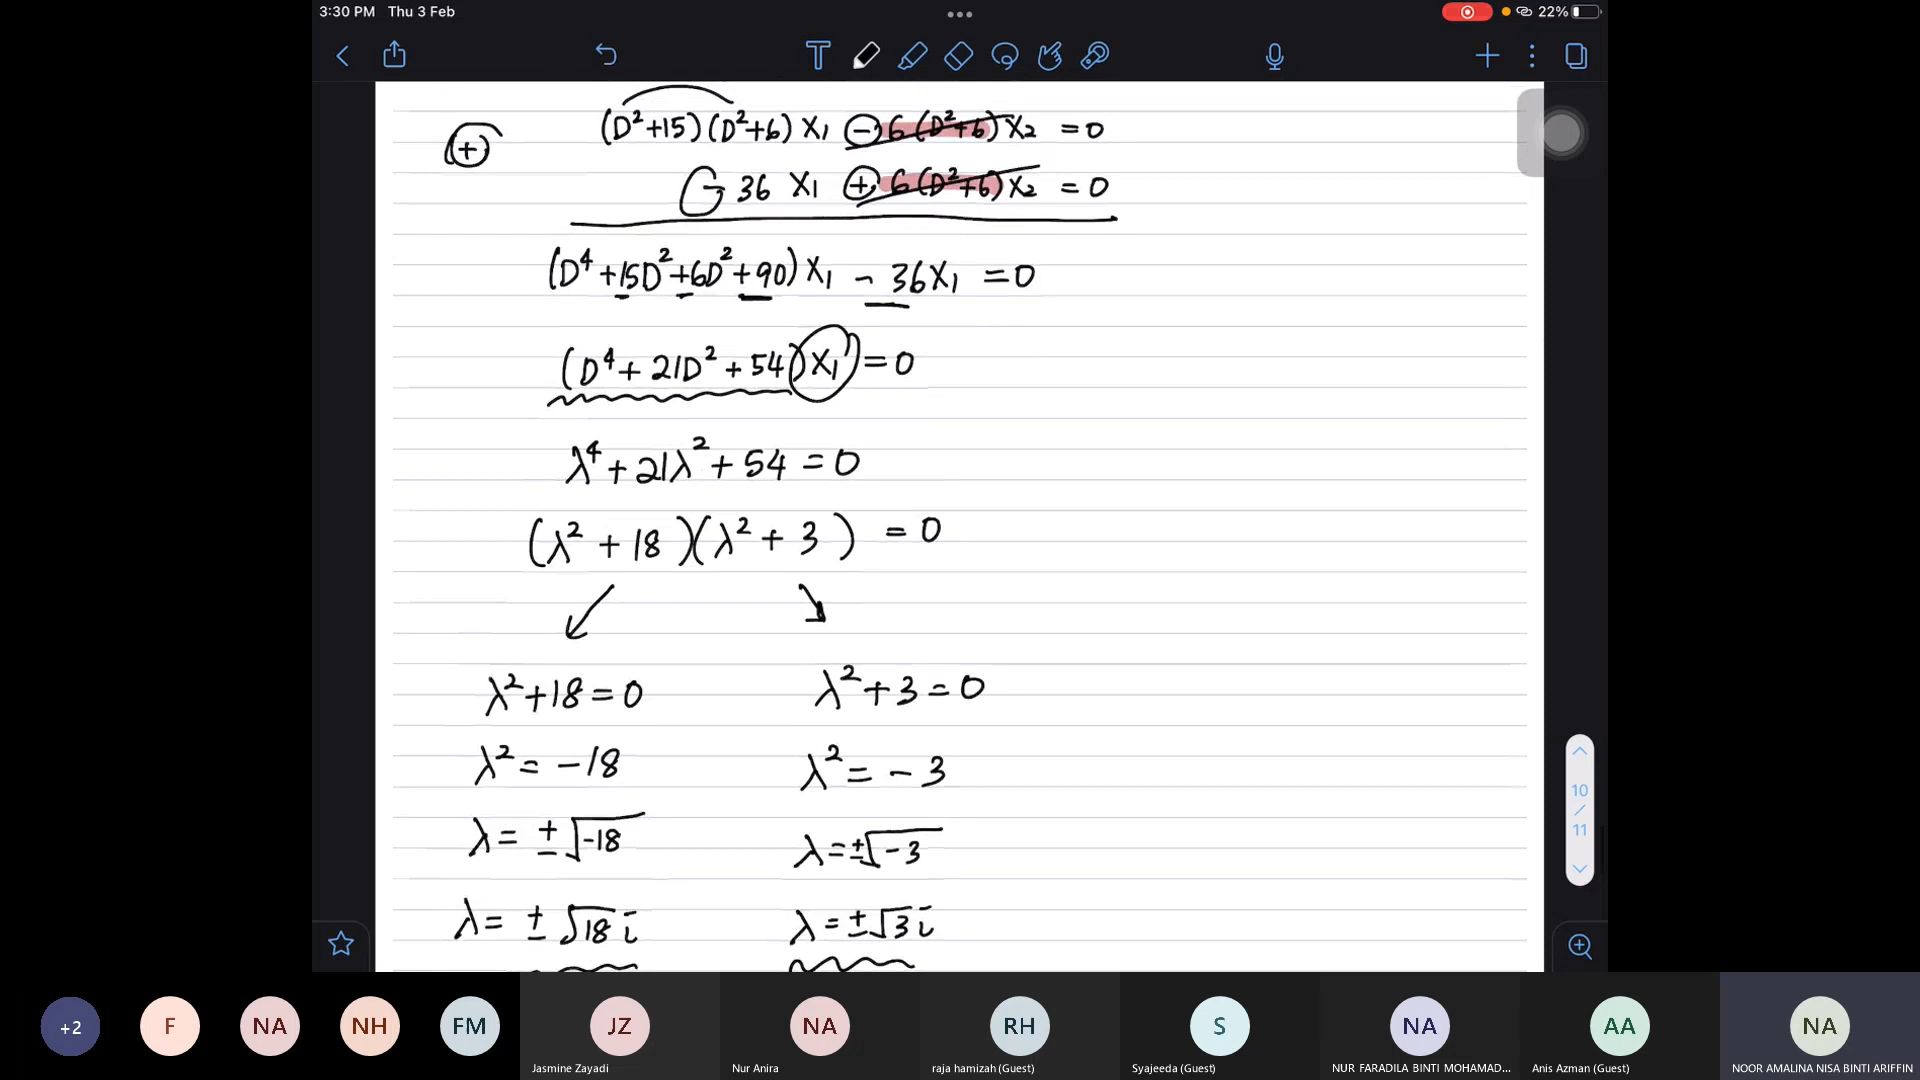 3:30 PM Thu 3 Feb
22%
(D²+15)(D²+6) X₁ − 6(D²+6)X₂ = 0
(+)
− 36 X₁ + 6(D²+6)X₂ = 0
(D⁴+15D²+6D²+90) X₁ − 36X₁ = 0
(D⁴ + 21D² + 54) X₁ = 0
λ⁴ + 21λ² + 54 = 0
(λ² + 18)(λ² + 3) = 0
λ²+18=0 λ²+3=0
λ² = −18 λ² = −3
λ = ±√-18 λ = ±√-3
λ = ±√18 i λ = ±√3 i
10
/
11
+2 F NA NH FM JZ NA RH S NA AA NA
Jasmine Zayadi Nur Anira raja hamizah (Guest) Syajeeda (Guest) NUR FARADILA BINTI MOHAMAD... Anis Azman (Guest) NOOR AMALINA NISA BINTI ARIFFIN